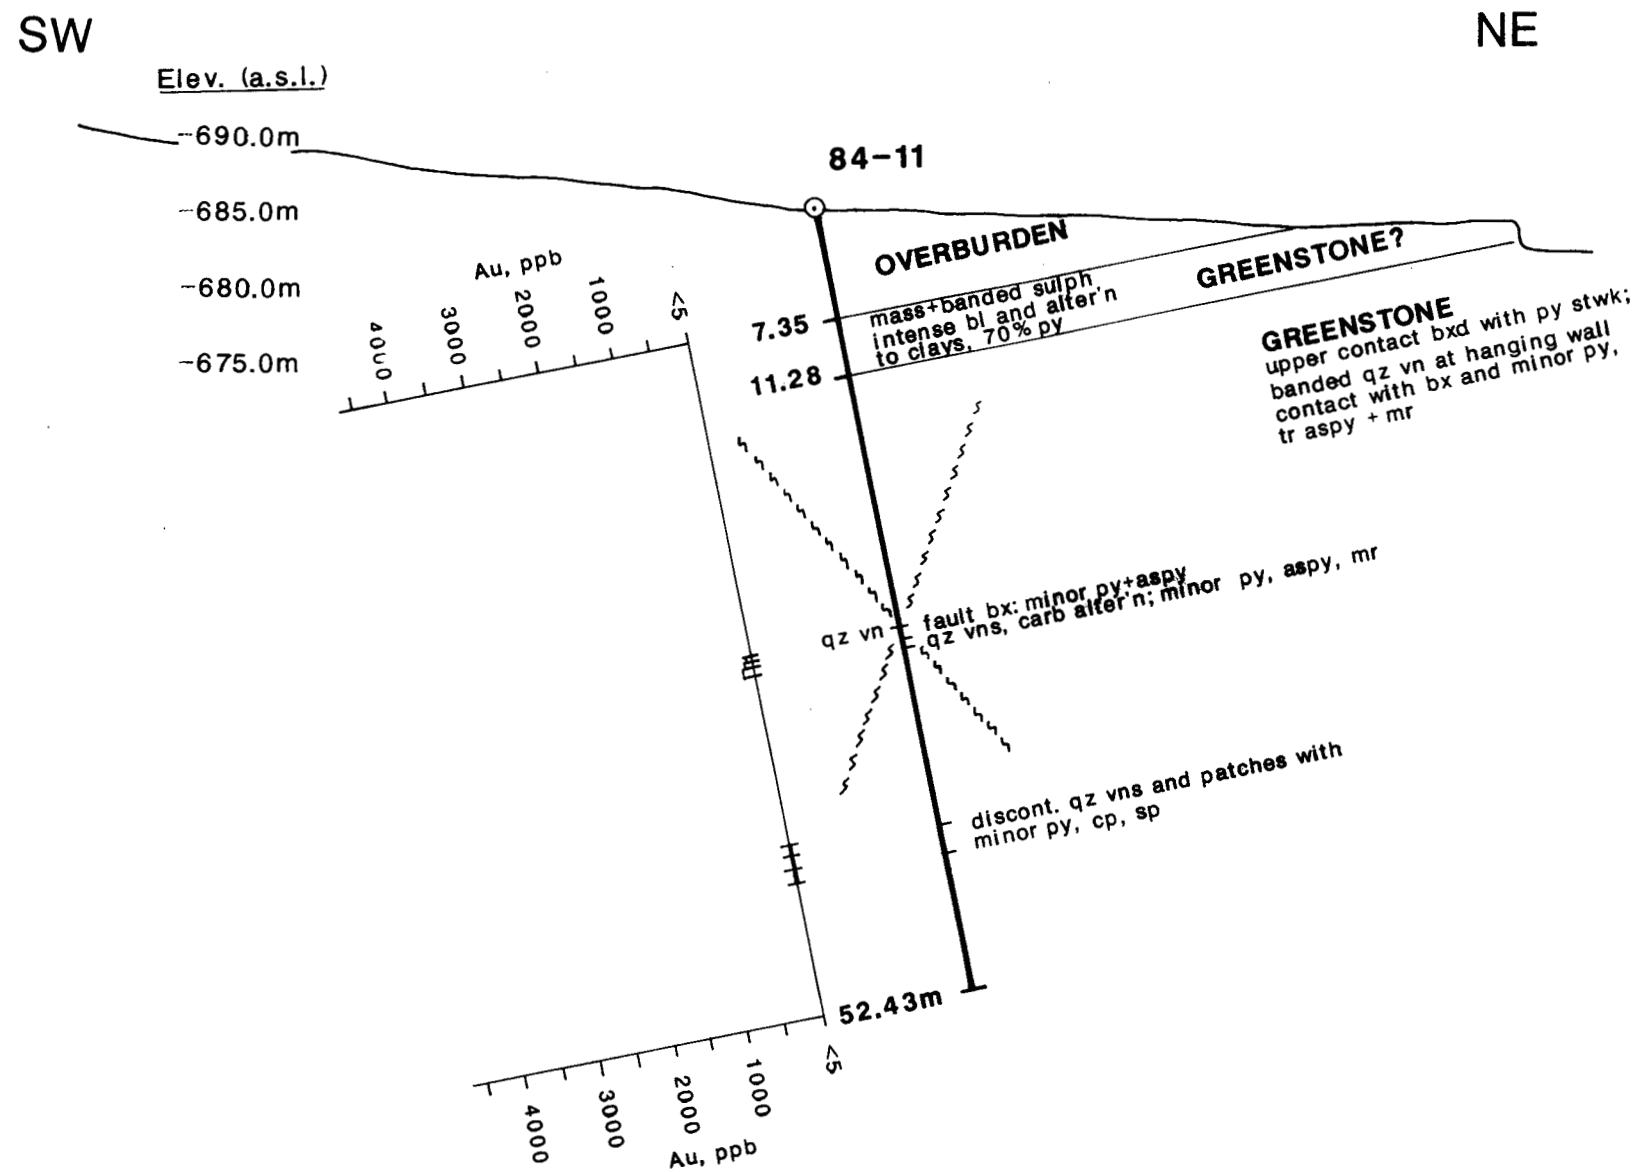 SW
NE
Elev. (a.s.l.)
-690.0m
84-11
-685.0m
OVERBURDEN
GREENSTONE?
Au, ppb
-680.0m
4000
3000
2000
1000
<5
7.35
mass+banded sulph
intense bl and alter'n
to clays, 70% py
-675.0m
11.28
GREENSTONE
upper contact bxd with py stwk;
banded qz vn at hanging wall
contact with bx and minor py,
tr aspy + mr
fault bx: minor py+aspy
qz vn
qz vns, carb alter'n; minor py, aspy, mr
discont. qz vns and patches with
minor py, cp, sp
52.43m
4000
3000
2000
1000
<5
Au, ppb